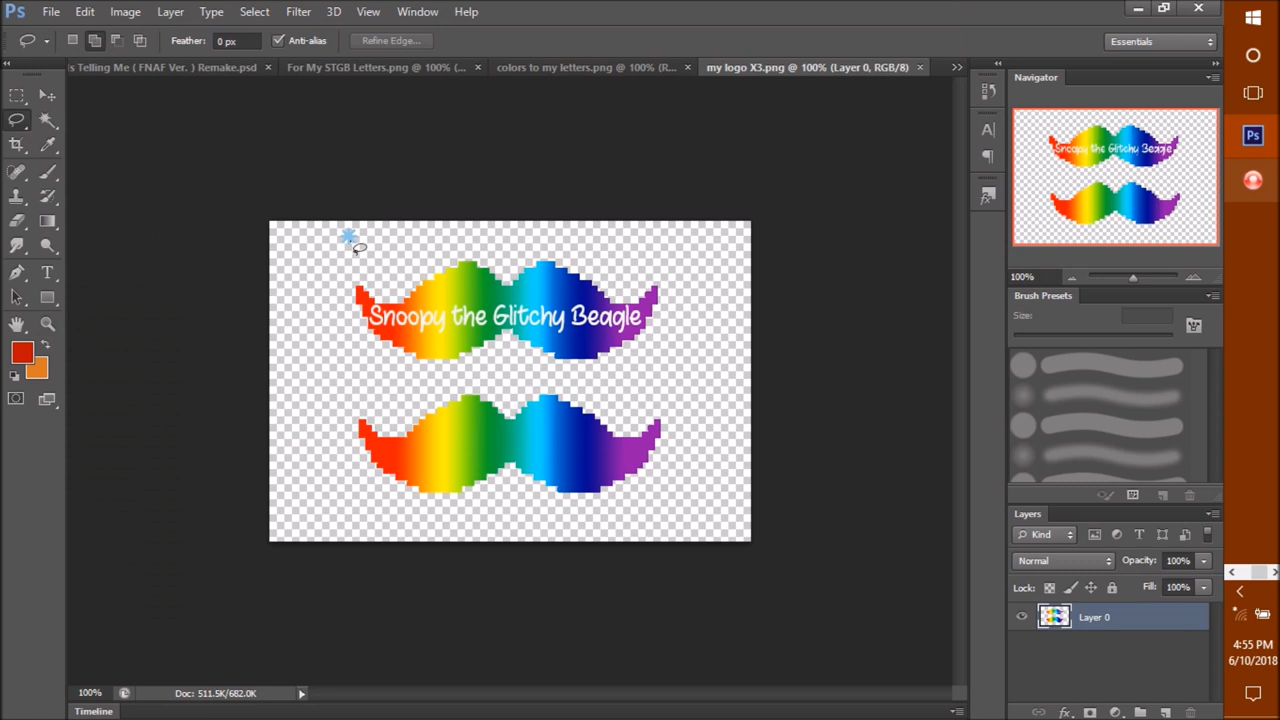 Ps File Edit Image Layer Type Select Filter 3D View Window Help
Feather: 0 px Anti-alias Refine Edge... Essentials
s Telling Me ( FNAF Ver. ) Remake.psd × For My STGB Letters.png @ 100% (... × colors to my letters.png @ 100% (R... × my logo X3.png @ 100% (Layer 0, RGB/8) ×
Navigator
Snoopy the Glitchy Beagle
100%
Brush Presets
Size:
Snoopy the Glitchy Beagle
Layers
Kind
Normal Opacity: 100%
Lock: Fill: 100%
Layer 0
4:55 PM
6/10/2018
100% Doc: 511.5K/682.0K
Timeline